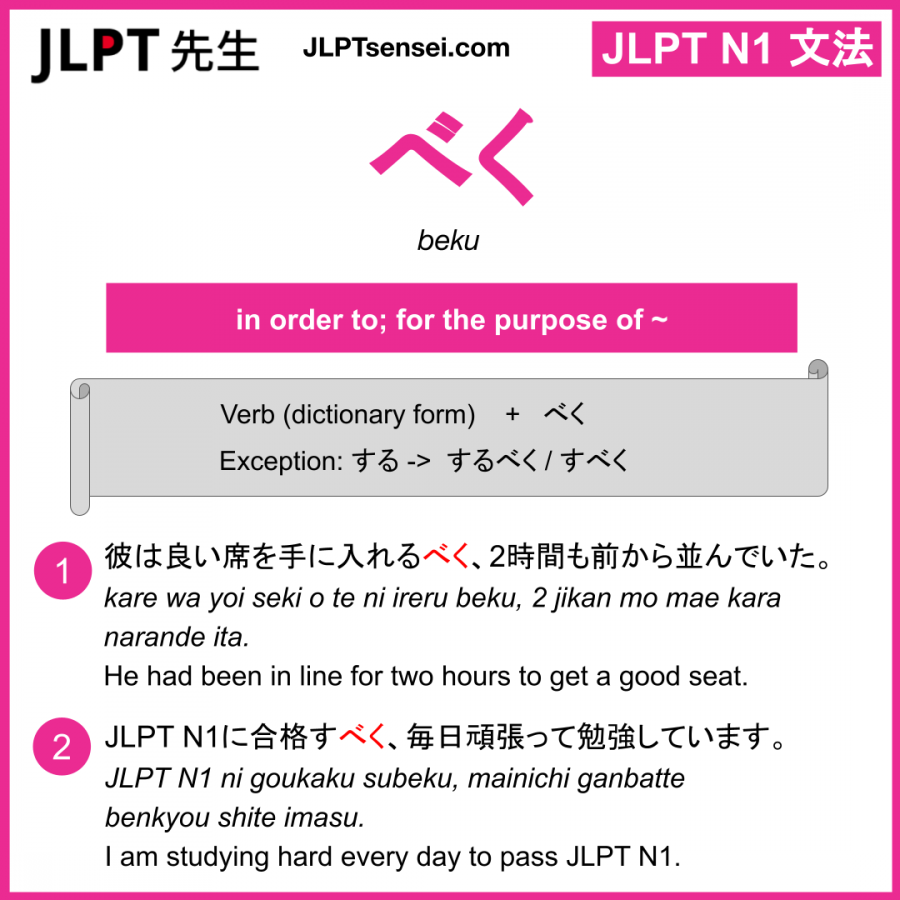 JLPT 先生
JLPTsensei.com
JLPT N1 文法
べく
beku
in order to; for the purpose of ~
Verb (dictionary form) + べく
Exception: する -> するべく / すべく
1
彼は良い席を手に入れるべく、2時間も前から並んでいた。
kare wa yoi seki o te ni ireru beku, 2 jikan mo mae kara
narande ita.
He had been in line for two hours to get a good seat.
2
JLPT N1に合格すべく、毎日頑張って勉強しています。
JLPT N1 ni goukaku subeku, mainichi ganbatte
benkyou shite imasu.
I am studying hard every day to pass JLPT N1.